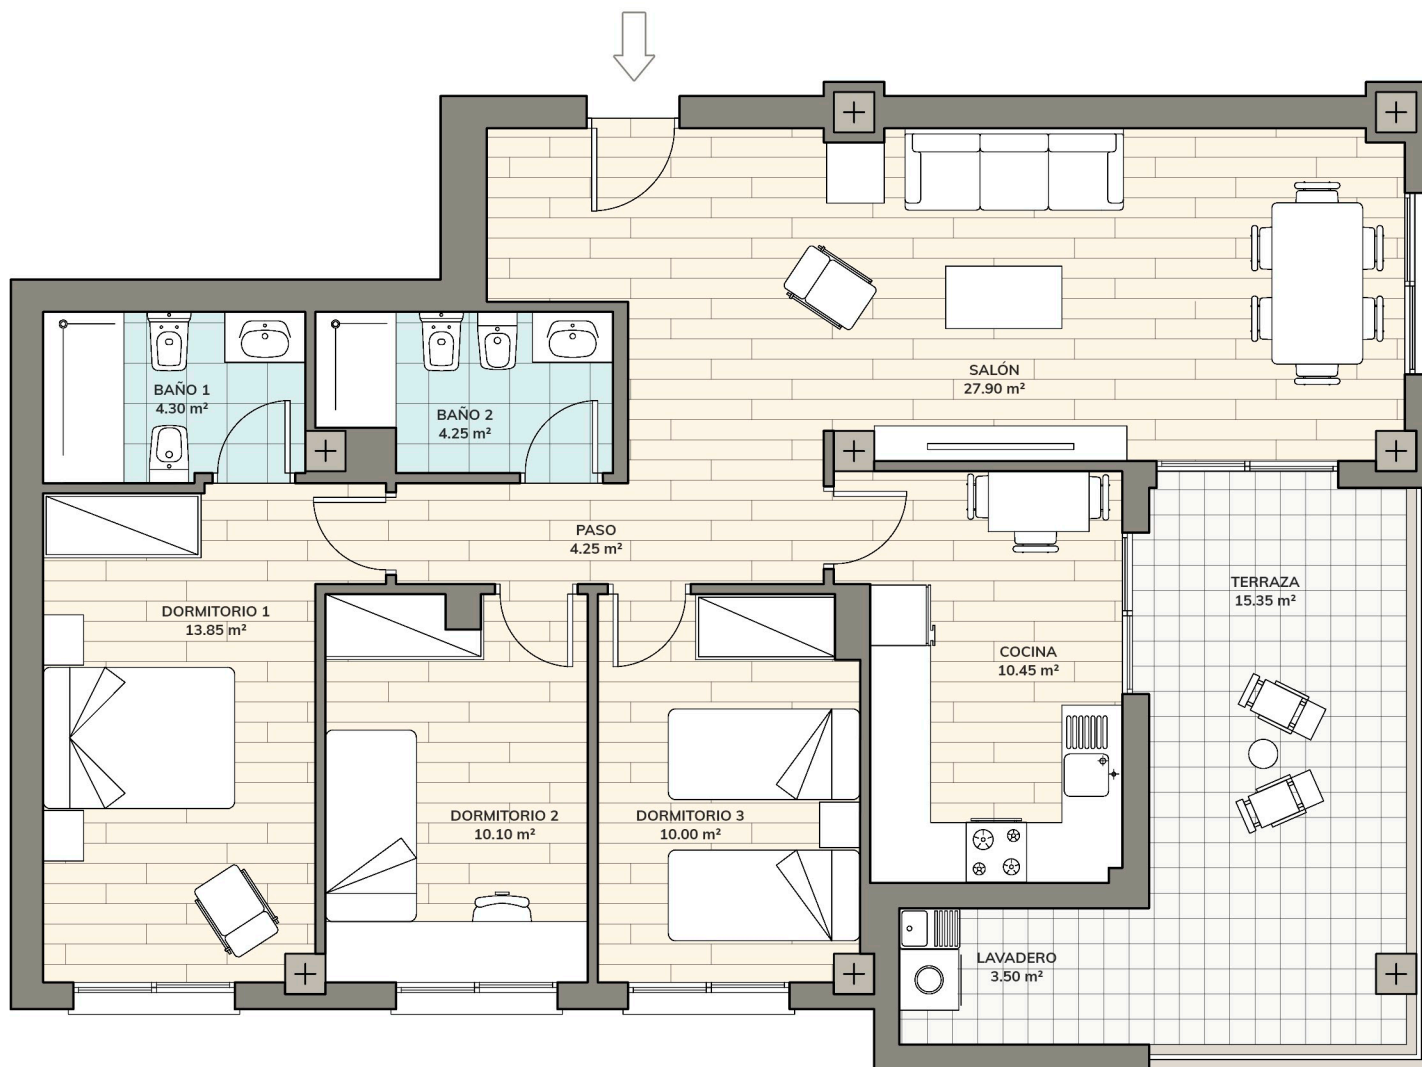 SALÓN
27.90 m²
BAÑO 1
4.30 m²
BAÑO 2
4.25 m²
PASO
4.25 m²
TERRAZA
15.35 m²
DORMITORIO 1
13.85 m²
COCINA
10.45 m²
DORMITORIO 2
10.10 m²
DORMITORIO 3
10.00 m²
LAVADERO
3.50 m²